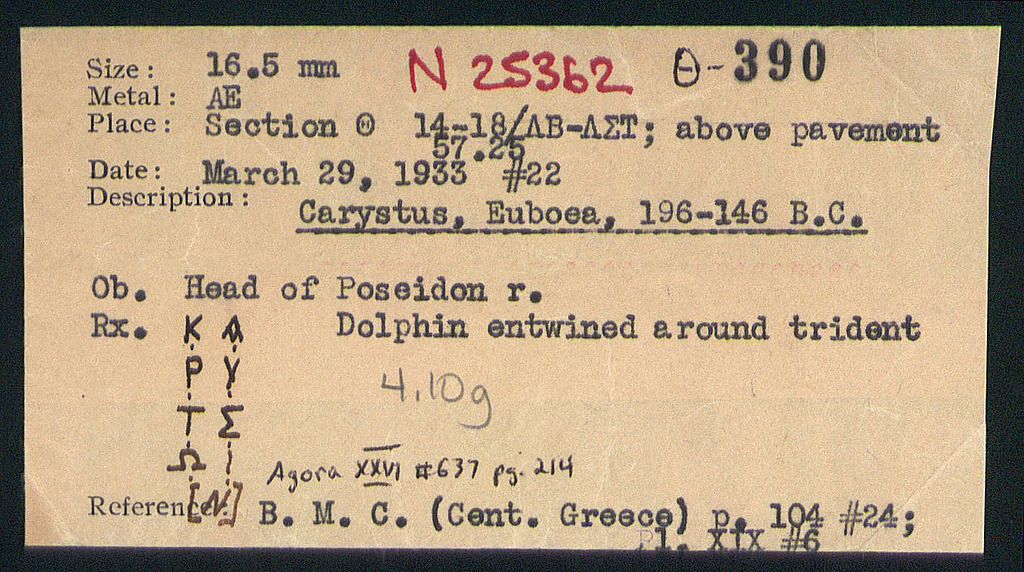 Size: 16.5 mm N 25362 Θ-390
Metal: AE
Place: Section Θ 14-18/ΛΒ-ΛΣΤ; above pavement
57.25
Date: March 29, 1933 #22
Description:
Carystus, Euboea, 196-146 B.C.
Ob. Head of Poseidon r.
Rx. Κ Α Dolphin entwined around trident
Ρ Υ
4.10g
Τ Σ
Ω Ι
Agora XXVI #637 pg. 214
[Ν]
Reference: B. M. C. (Cent. Greece) p. 104 #24;
Pl. XIX #6